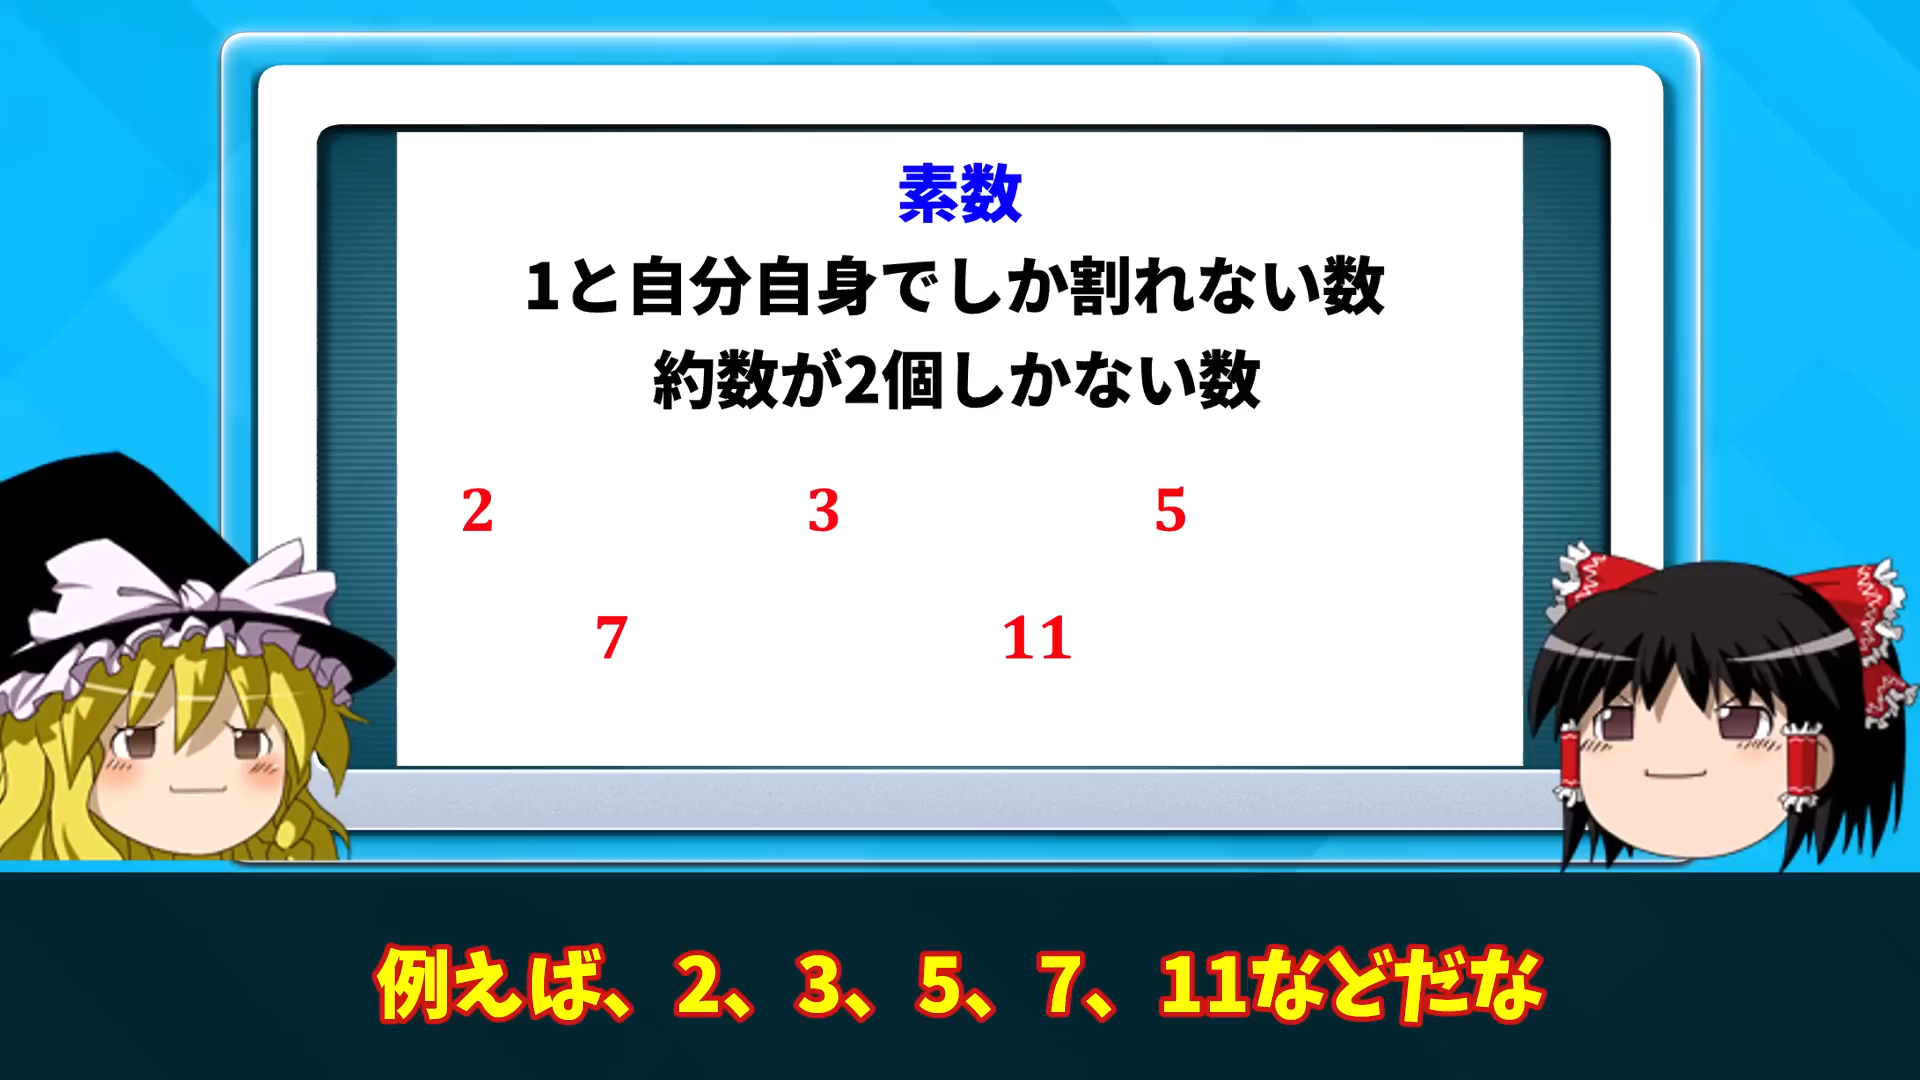 素数
1と自分自身でしか割れない数
約数が2個しかない数
2 3 5
7 11
例えば、2、3、5、7、11などだな